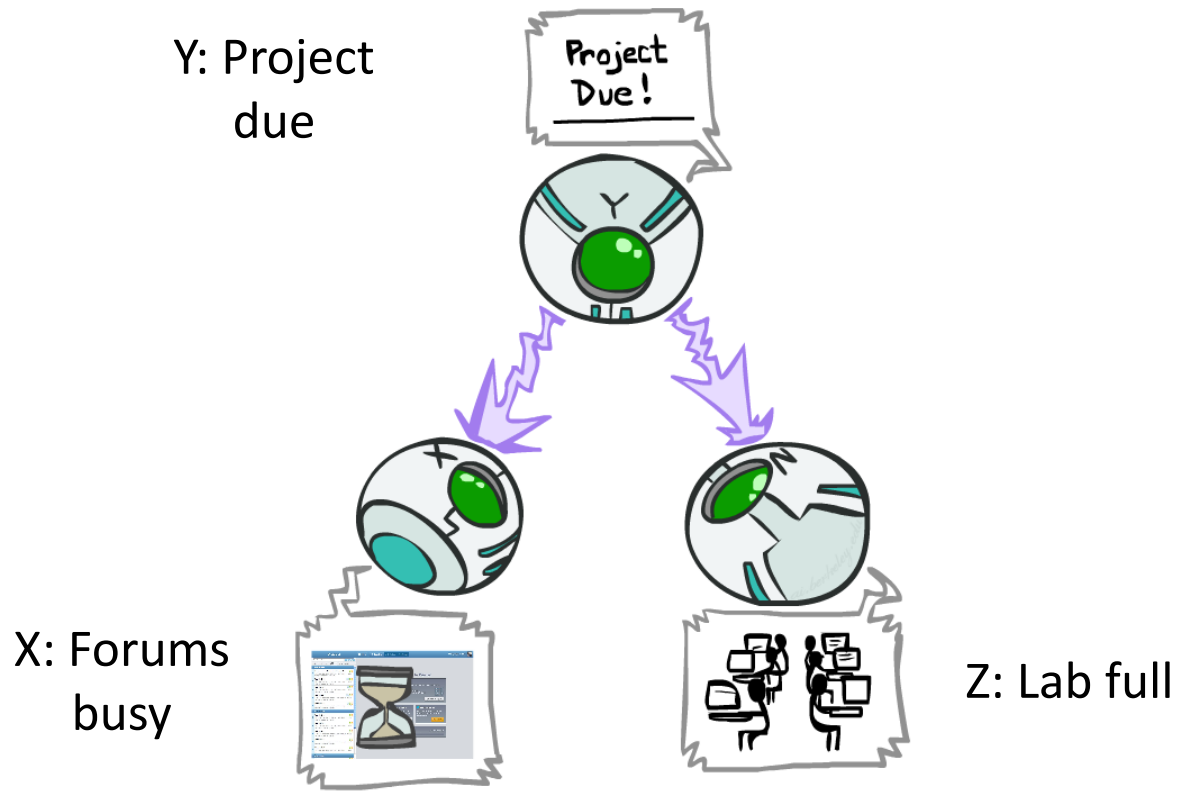 Y: Project
due
Project
Due!
Y
X
Z
X: Forums
busy
Z: Lab full